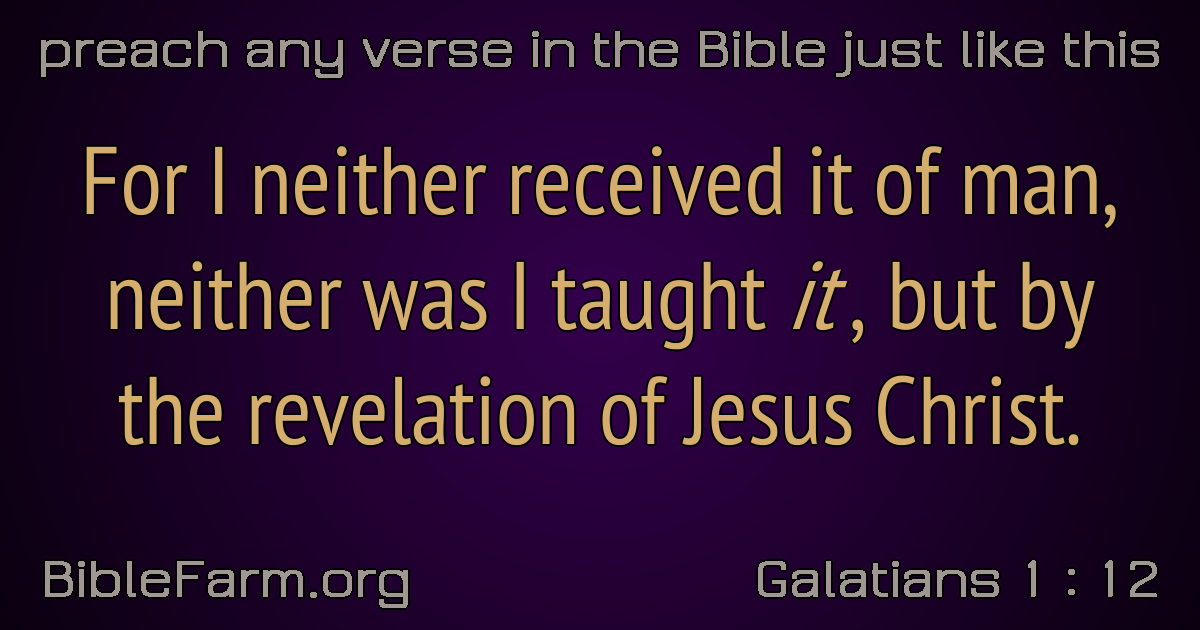 preach any verse in the Bible just like this
For I neither received it of man,
neither was I taught it, but by
the revelation of Jesus Christ.
BibleFarm.org
Galatians 1 : 12